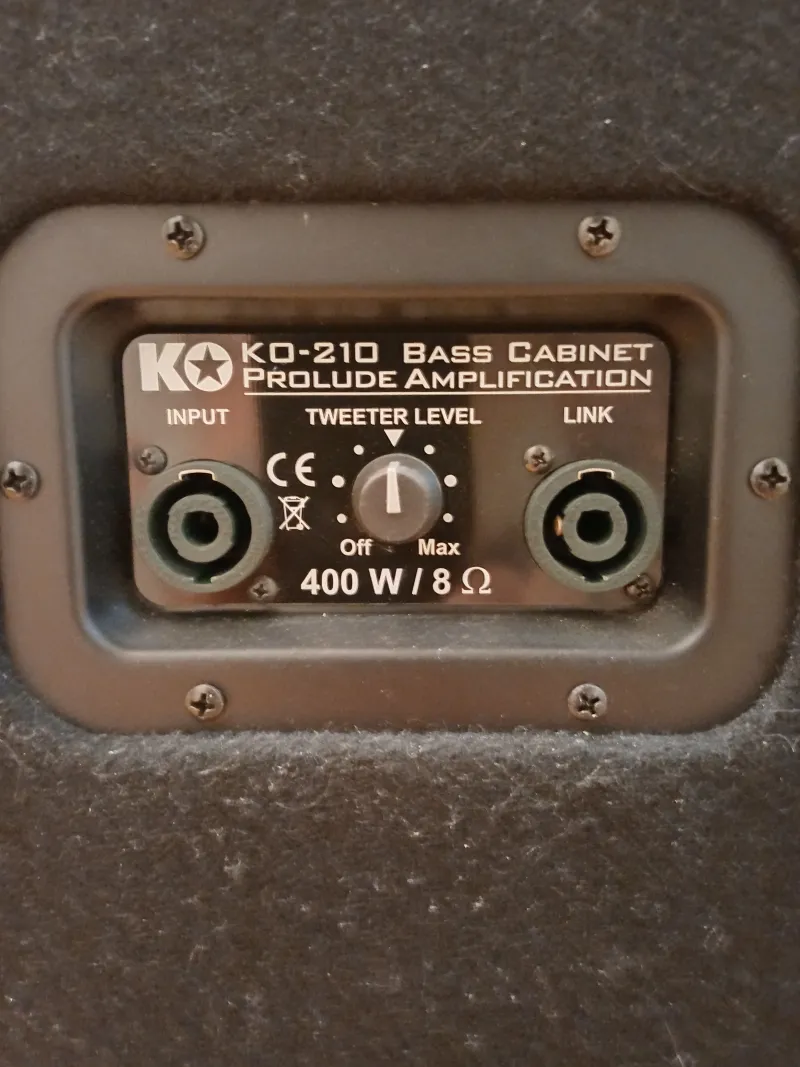 KO KO-210 BASS CABINET
PROLUDE AMPLIFICATION
INPUT TWEETER LEVEL LINK
CE
Off Max
400 W / 8 Ω